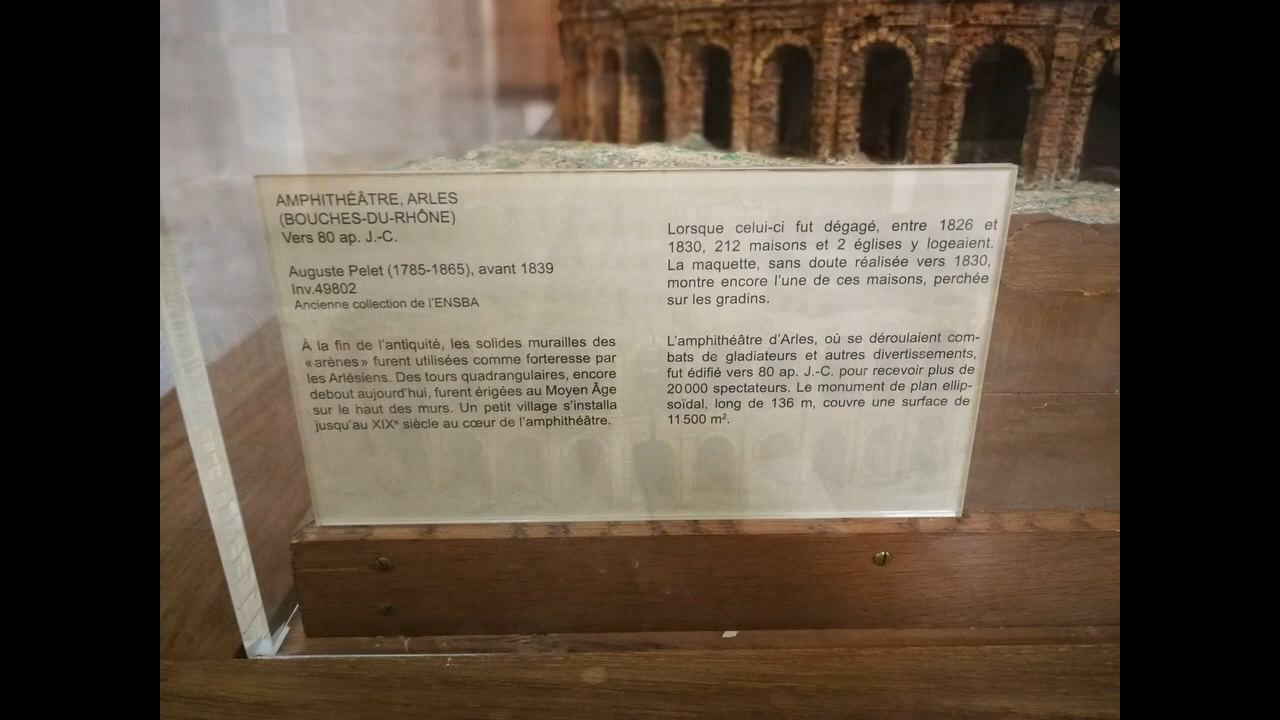 AMPHITHÉÂTRE, ARLES
(BOUCHES-DU-RHÔNE)
Vers 80 ap. J.-C.
Auguste Pelet (1785-1865), avant 1839
Inv.49802
Ancienne collection de l'ENSBA
À la fin de l'antiquité, les solides murailles des
«arènes» furent utilisées comme forteresse par
les Arlésiens. Des tours quadrangulaires, encore
debout aujourd'hui, furent érigées au Moyen Âge
sur le haut des murs. Un petit village s'installa
jusqu'au XIXe siècle au cœur de l'amphithéâtre.
Lorsque celui-ci fut dégagé, entre 1826 et
1830, 212 maisons et 2 églises y logeaient.
La maquette, sans doute réalisée vers 1830,
montre encore l'une de ces maisons, perchée
sur les gradins.
L'amphithéâtre d'Arles, où se déroulaient com-
bats de gladiateurs et autres divertissements,
fut édifié vers 80 ap. J.-C. pour recevoir plus de
20000 spectateurs. Le monument de plan ellip-
soïdal, long de 136 m, couvre une surface de
11500 m².